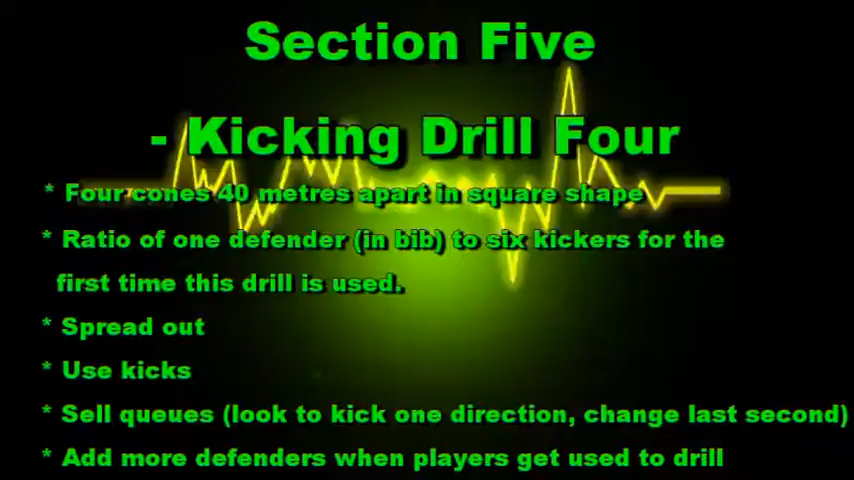 Section Five
- Kicking Drill Four
* Four cones 40 metres apart in square shape
* Ratio of one defender (in bib) to six kickers for the
first time this drill is used.
* Spread out
* Use kicks
* Sell queues (look to kick one direction, change last second)
* Add more defenders when players get used to drill